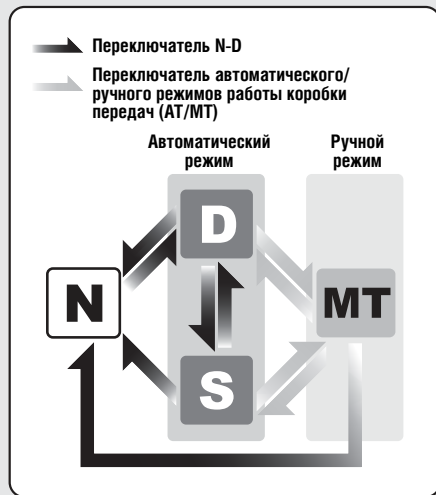 Переключатель N-D
Переключатель автоматического/
ручного режимов работы коробки
передач (AT/MT)
Автоматический
режим
Ручной
режим
D
N
MT
S